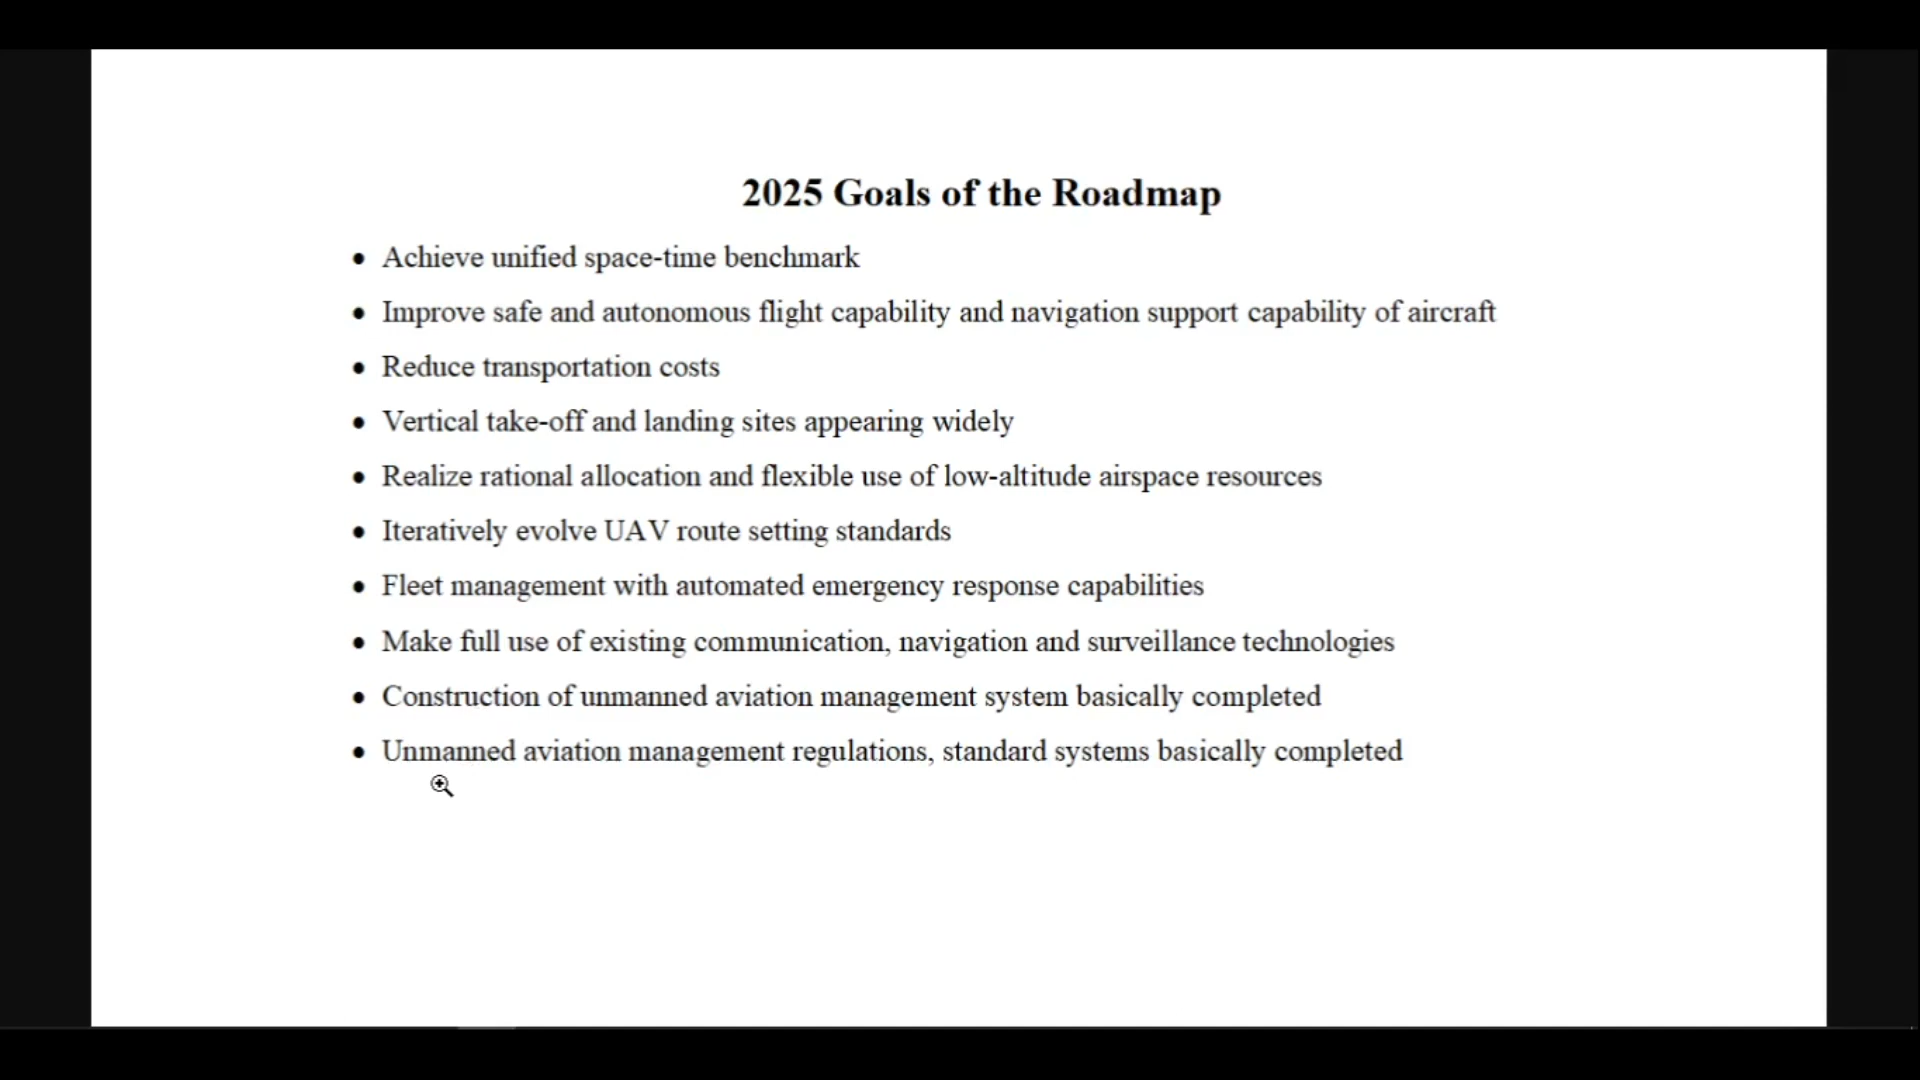 2025 Goals of the Roadmap
• Achieve unified space-time benchmark
• Improve safe and autonomous flight capability and navigation support capability of aircraft
• Reduce transportation costs
• Vertical take-off and landing sites appearing widely
• Realize rational allocation and flexible use of low-altitude airspace resources
• Iteratively evolve UAV route setting standards
• Fleet management with automated emergency response capabilities
• Make full use of existing communication, navigation and surveillance technologies
• Construction of unmanned aviation management system basically completed
• Unmanned aviation management regulations, standard systems basically completed